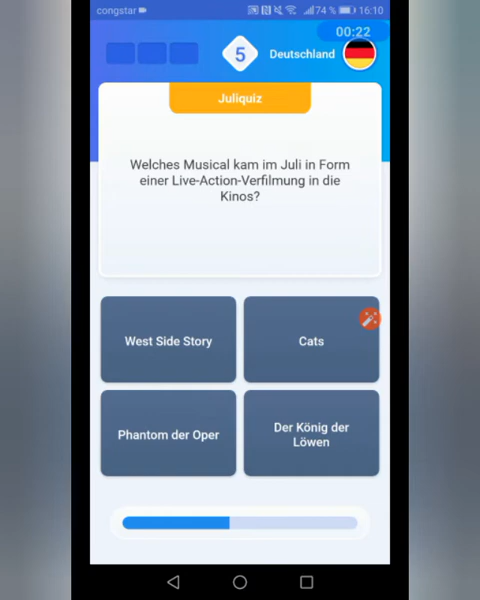 congstar
74 % 16:10
00:22
5
Deutschland
Juliquiz
Welches Musical kam im Juli in Form
einer Live-Action-Verfilmung in die
Kinos?
West Side Story
Cats
Phantom der Oper
Der König der
Löwen